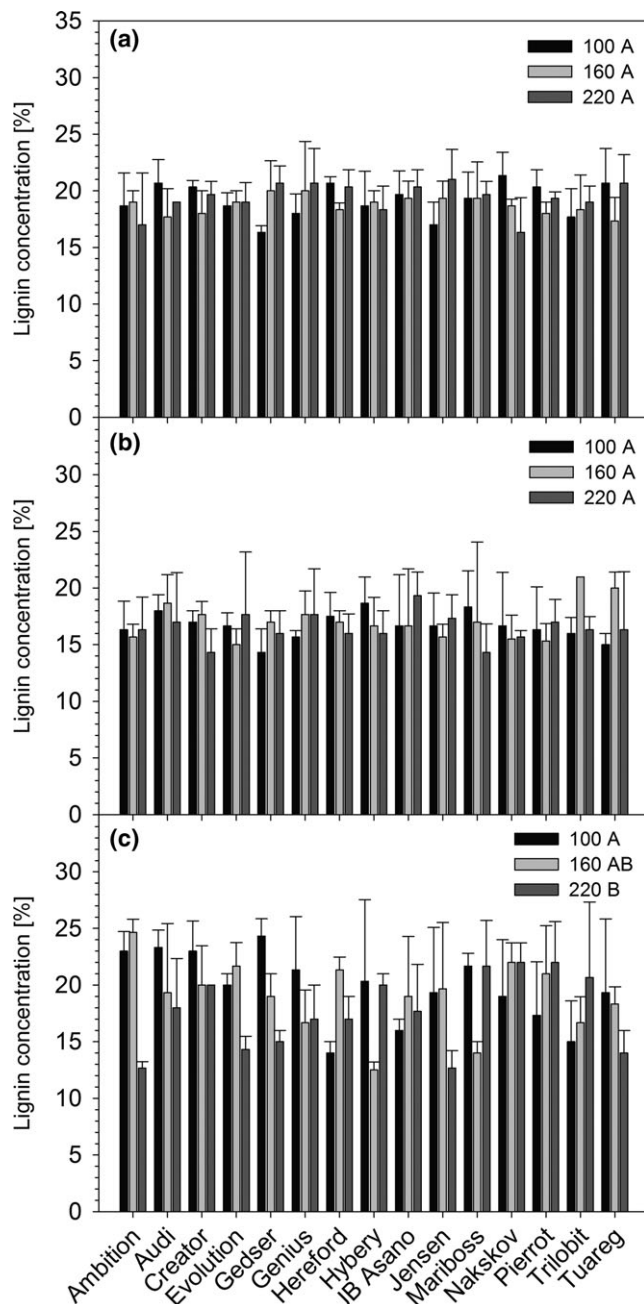 (a)
100 A
160 A
220 A
Lignin concentration [%]
35
30
25
20
15
10
5
0
(b)
100 A
160 A
220 A
Lignin concentration [%]
30
25
20
15
10
5
0
(c)
100 A
160 AB
220 B
Lignin concentration [%]
30
25
20
15
10
5
0
Ambition
Audi
Creator
Evolution
Gedser
Genius
Hereford
Hybery
IB Asano
Jensen
Mariboss
Nakskov
Pierrot
Trilobit
Tuareg